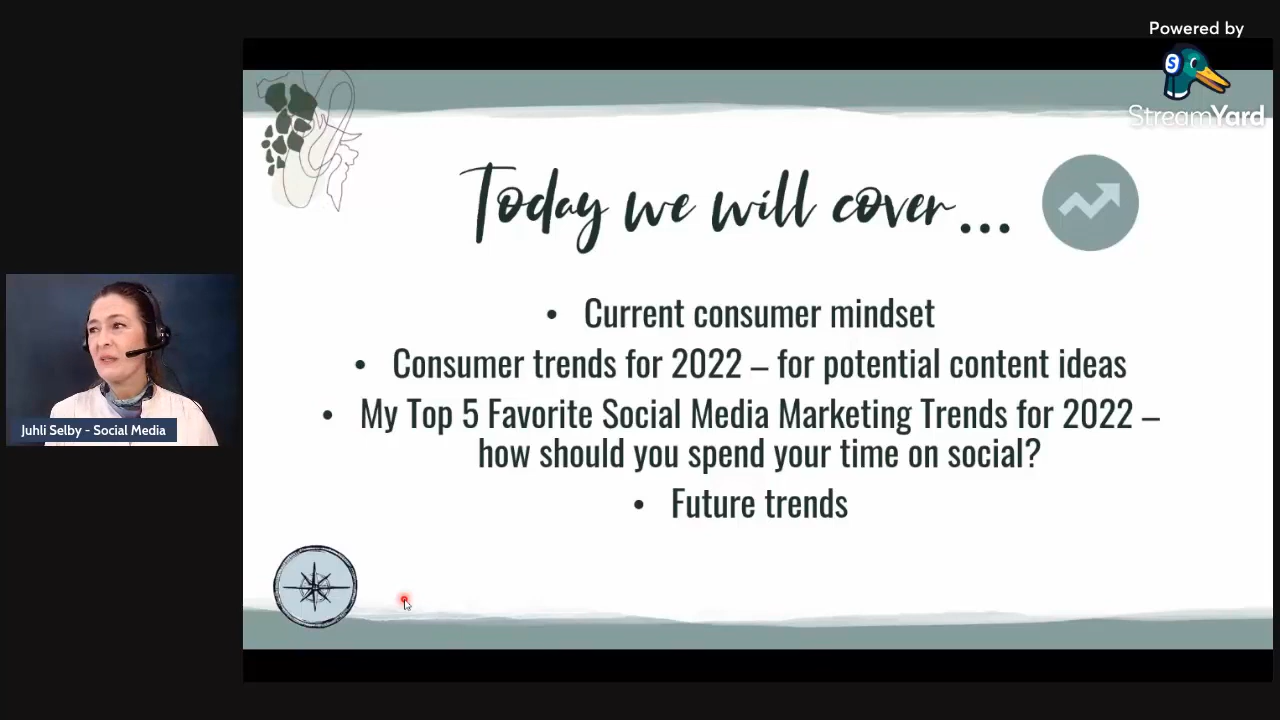 Powered by
StreamYard
Today we will cover...
• Current consumer mindset
• Consumer trends for 2022 – for potential content ideas
• My Top 5 Favorite Social Media Marketing Trends for 2022 –
how should you spend your time on social?
• Future trends
Juhli Selby - Social Media